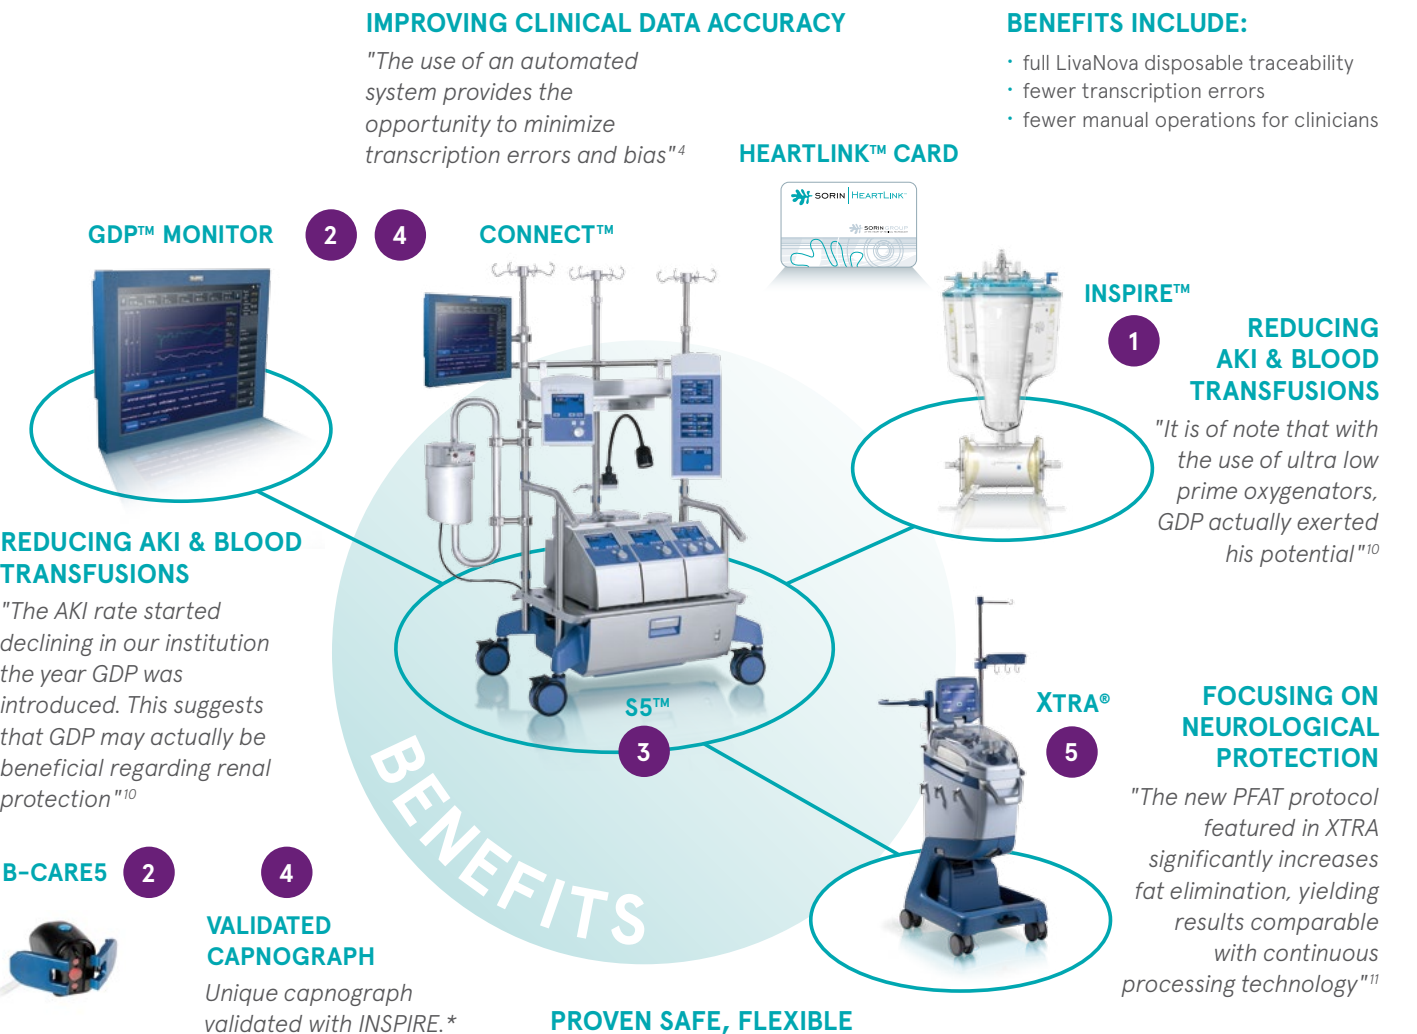 IMPROVING CLINICAL DATA ACCURACY
"The use of an automated
system provides the
opportunity to minimize
transcription errors and bias"4
BENEFITS INCLUDE:
• full LivaNova disposable traceability
• fewer transcription errors
• fewer manual operations for clinicians
HEARTLINK™ CARD
SORIN HEARTLINK™
SORIN GROUP
GDP™ MONITOR
2
4
CONNECT™
INSPIRE™
1
REDUCING
AKI & BLOOD
TRANSFUSIONS
"It is of note that with
the use of ultra low
prime oxygenators,
GDP actually exerted
his potential"10
REDUCING AKI & BLOOD
TRANSFUSIONS
"The AKI rate started
declining in our institution
the year GDP was
introduced. This suggests
that GDP may actually be
beneficial regarding renal
protection"10
S5™
3
XTRA®
5
FOCUSING ON
NEUROLOGICAL
PROTECTION
"The new PFAT protocol
featured in XTRA
significantly increases
fat elimination, yielding
results comparable
with continuous
processing technology"11
BENEFITS
B-CARE5
2
4
VALIDATED
CAPNOGRAPH
Unique capnograph
validated with INSPIRE.*
PROVEN SAFE, FLEXIBLE